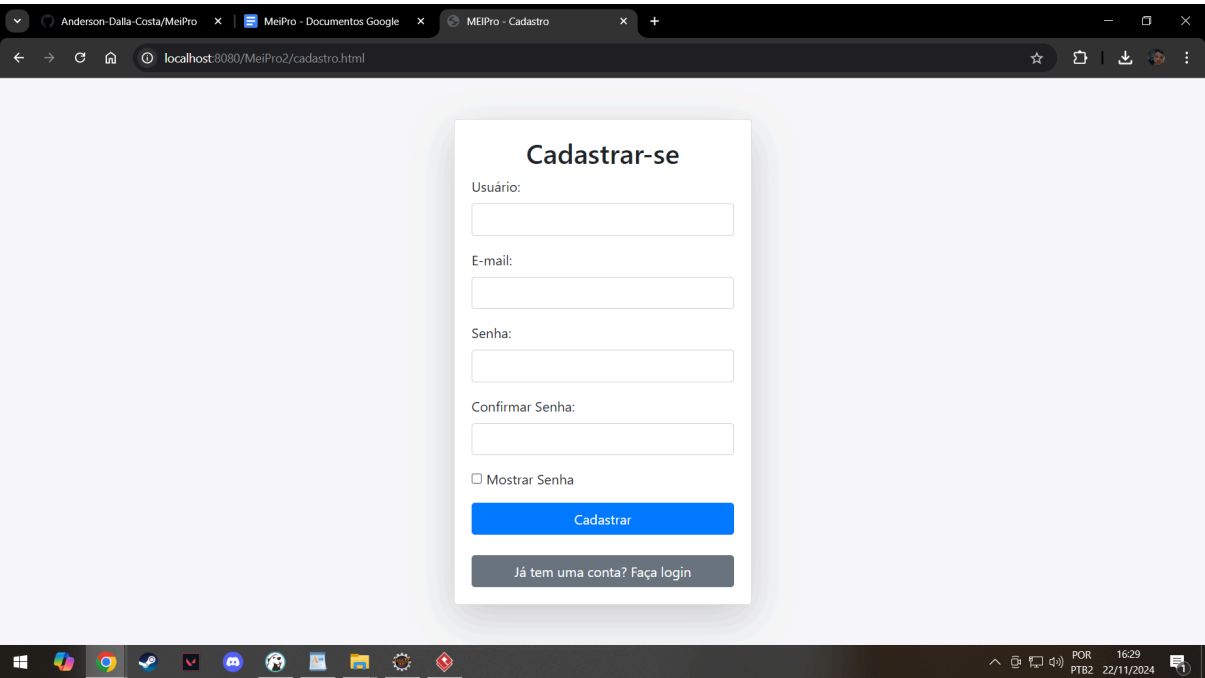 Anderson-Dalla-Costa/MeiPro
MeiPro - Documentos Google
MEIPro - Cadastro
localhost:8080/MeiPro2/cadastro.html
Cadastrar-se
Usuário:
E-mail:
Senha:
Confirmar Senha:
Mostrar Senha
Cadastrar
Já tem uma conta? Faça login
POR
PTB2
16:29
22/11/2024
1